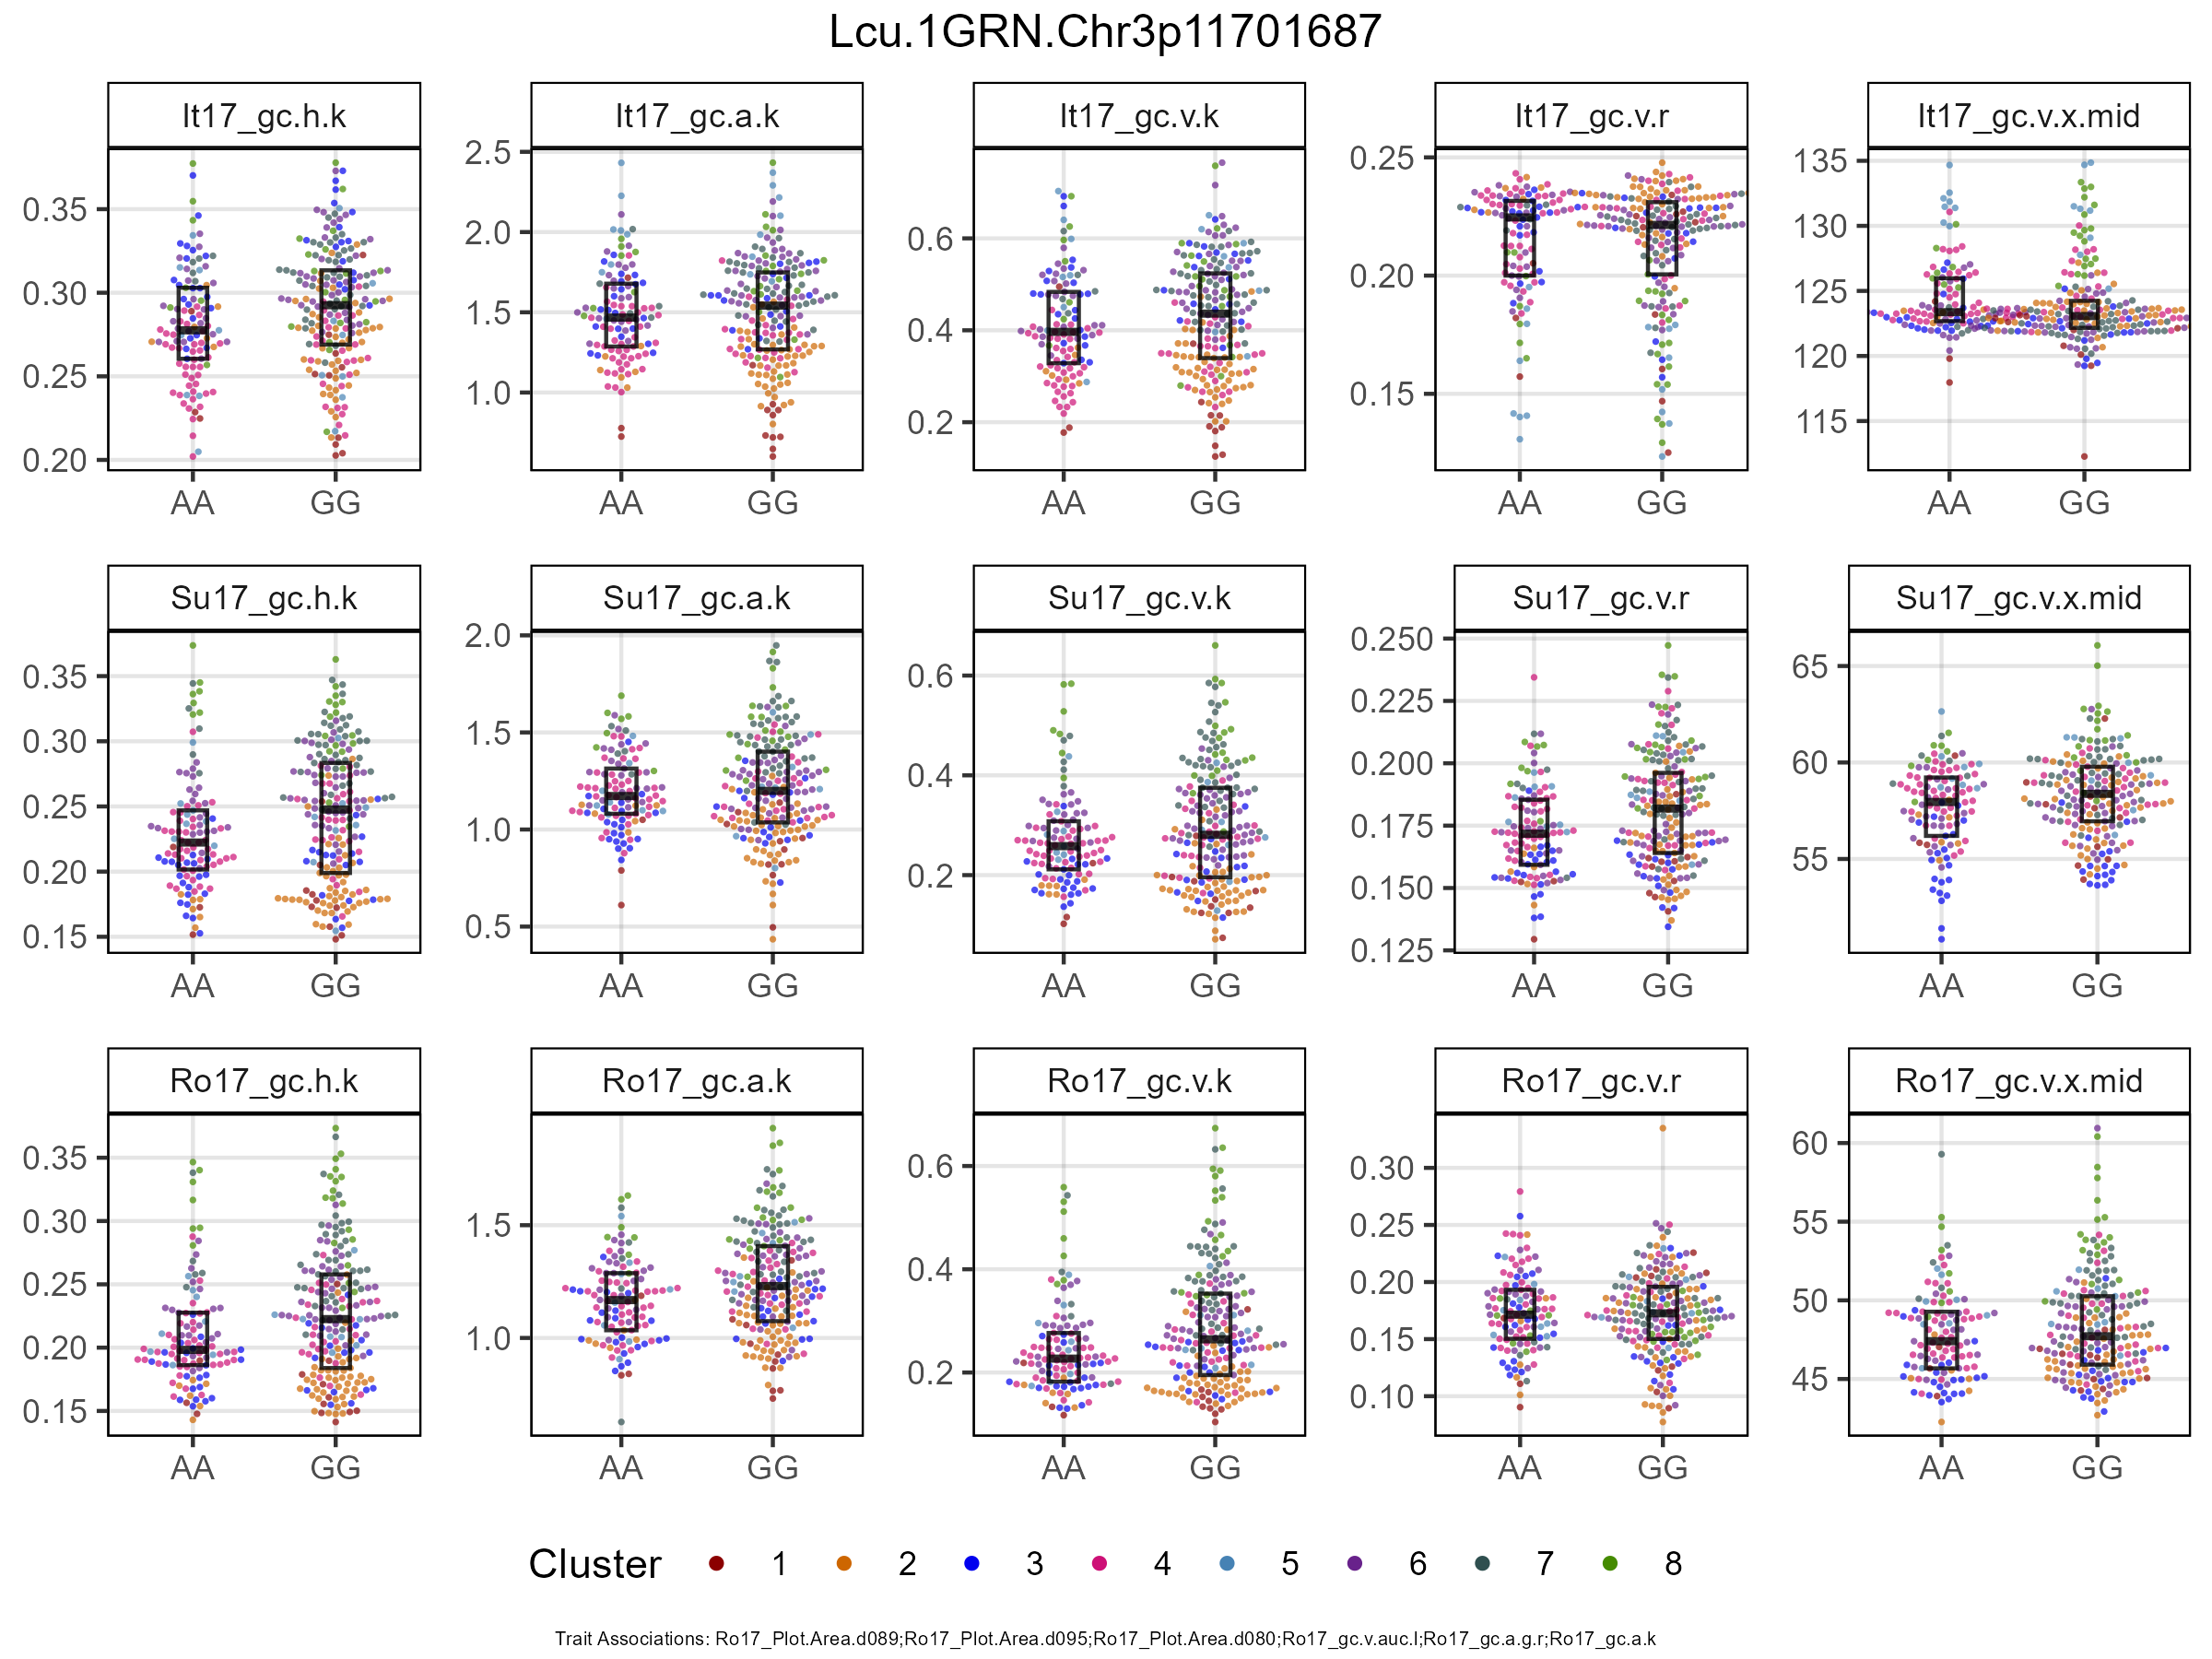 Lcu.1GRN.Chr3p11701687
It17_gc.h.k It17_gc.a.k It17_gc.v.k It17_gc.v.r It17_gc.v.x.mid
0.35 0.30 0.25 0.20
2.5 2.0 1.5 1.0
0.6 0.4 0.2
0.25 0.20 0.15
135 130 125 120 115
AA GG AA GG AA GG AA GG AA GG
Su17_gc.h.k Su17_gc.a.k Su17_gc.v.k Su17_gc.v.r Su17_gc.v.x.mid
0.35 0.30 0.25 0.20 0.15
2.0 1.5 1.0 0.5
0.6 0.4 0.2
0.250 0.225 0.200 0.175 0.150 0.125
65 60 55
AA GG AA GG AA GG AA GG AA GG
Ro17_gc.h.k Ro17_gc.a.k Ro17_gc.v.k Ro17_gc.v.r Ro17_gc.v.x.mid
0.35 0.30 0.25 0.20 0.15
1.5 1.0
0.6 0.4 0.2
0.30 0.25 0.20 0.15 0.10
60 55 50 45
AA GG AA GG AA GG AA GG AA GG
Cluster 1 2 3 4 5 6 7 8
Trait Associations: Ro17_Plot.Area.d089;Ro17_Plot.Area.d095;Ro17_Plot.Area.d080;Ro17_gc.v.auc.l;Ro17_gc.a.g.r;Ro17_gc.a.k